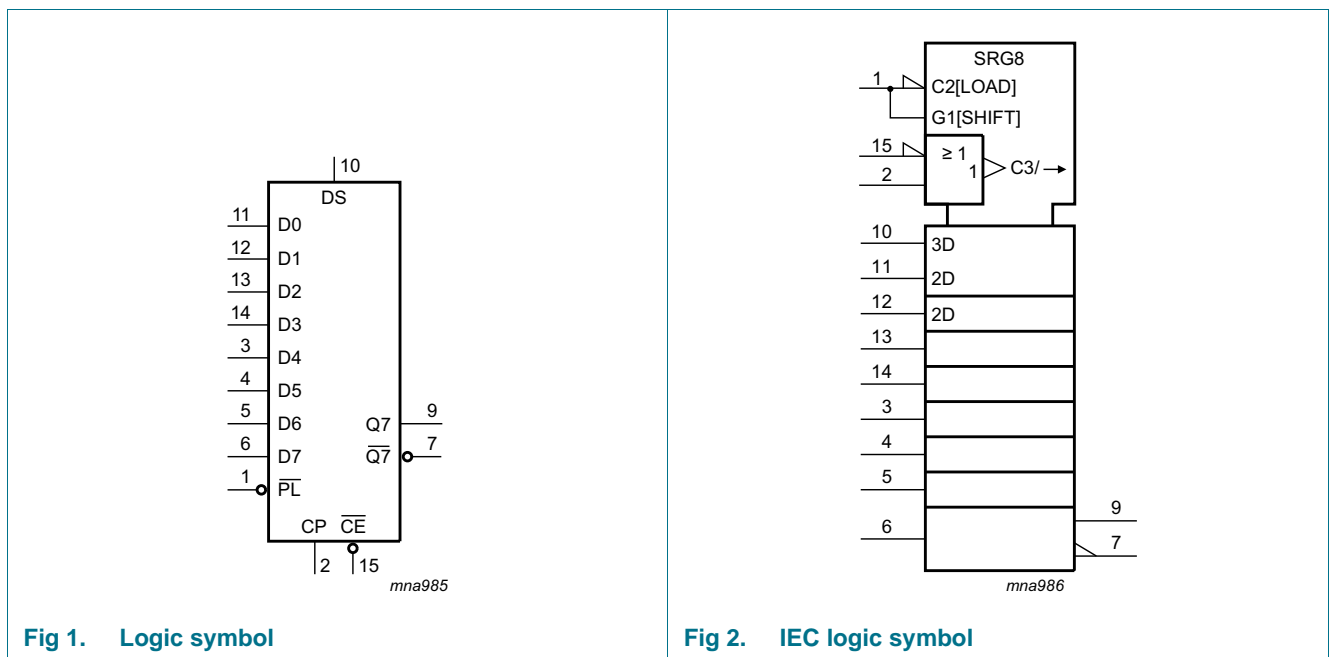 10
DS
11 D0
12 D1
13 D2
14 D3
3 D4
4 D5
5 D6 Q7 9
6 D7 Q̅7̅ 7
1 P̅L̅
CP C̅E̅
2 15
mna985
Fig 1. Logic symbol
SRG8
1 C2[LOAD]
G1[SHIFT]
15 ≥ 1
2 1 C3/→
10 3D
11 2D
12 2D
13
14
3
4
5
9
6
7
mna986
Fig 2. IEC logic symbol